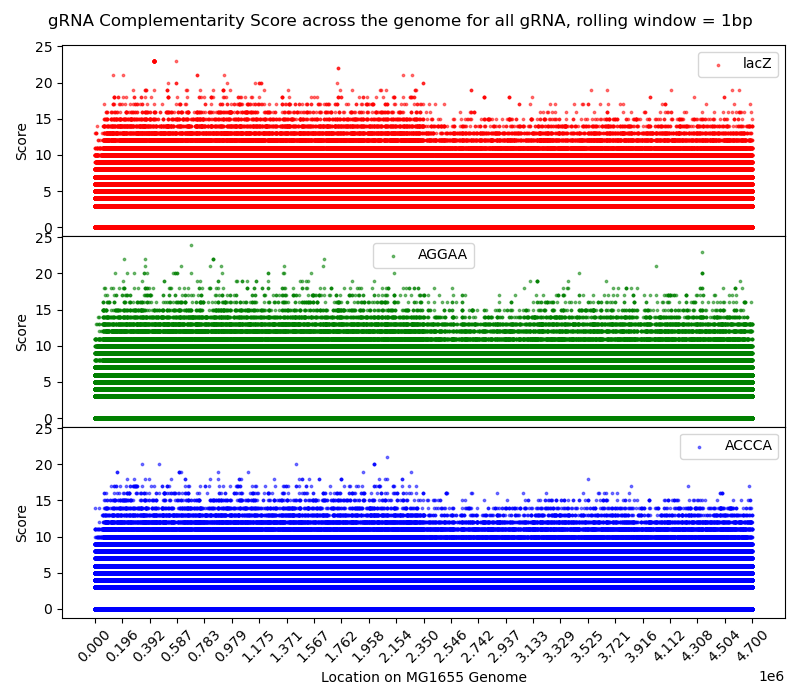 gRNA Complementarity Score across the genome for all gRNA, rolling window = 1bp
25
20
15
10
5
0
Score
lacZ
25
20
15
10
5
0
Score
AGGAA
25
20
15
10
5
0
Score
ACCCA
0.000 0.196 0.392 0.587 0.783 0.979 1.175 1.371 1.567 1.762 1.958 2.154 2.350 2.546 2.742 2.937 3.133 3.329 3.525 3.721 3.916 4.112 4.308 4.504 4.700
1e6
Location on MG1655 Genome